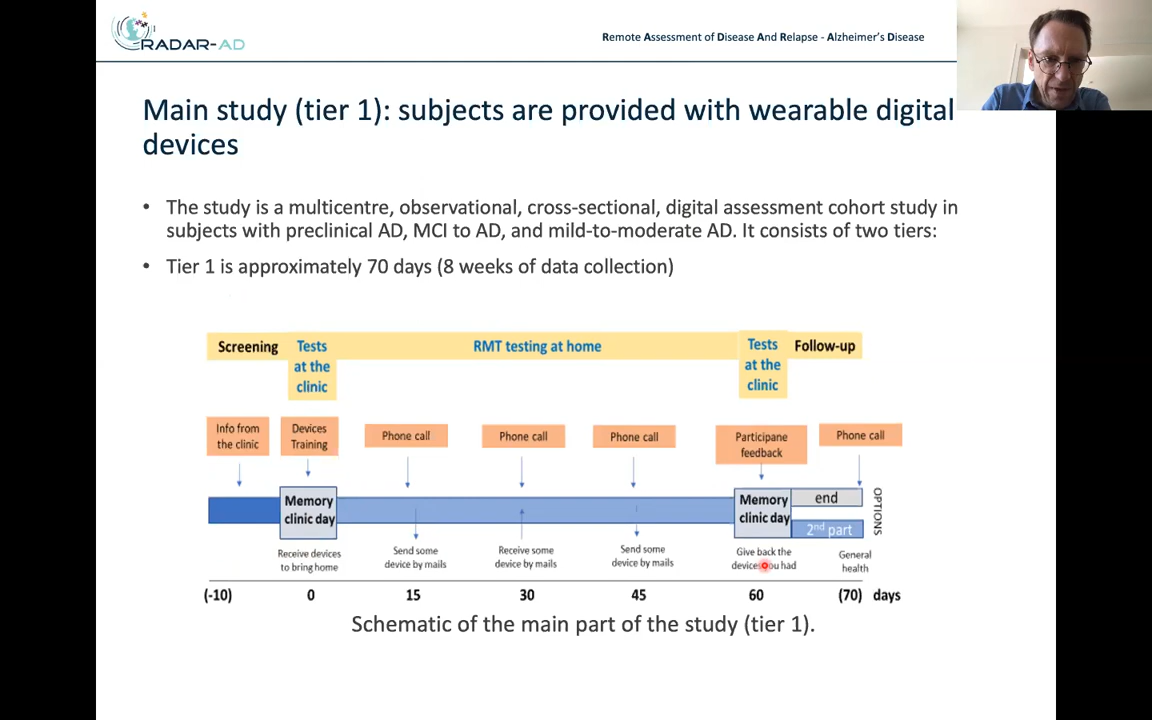 RADAR-AD
Remote Assessment of Disease And Relapse - Alzheimer's Disease
Main study (tier 1): subjects are provided with wearable digital
devices
• The study is a multicentre, observational, cross-sectional, digital assessment cohort study in
subjects with preclinical AD, MCI to AD, and mild-to-moderate AD. It consists of two tiers:
• Tier 1 is approximately 70 days (8 weeks of data collection)
Screening
Tests
at the
clinic
RMT testing at home
Tests
at the
clinic
Follow-up
Info from
the clinic
Devices
Training
Phone call
Phone call
Phone call
Participane
feedback
Phone call
Memory
clinic day
Memory
clinic day
end
2nd part
OPTIONS
Receive devices
to bring home
Send some
device by mails
Receive some
device by mails
Send some
device by mails
Give back the
devices you had
General
health
(-10) 0 15 30 45 60 (70) days
Schematic of the main part of the study (tier 1).